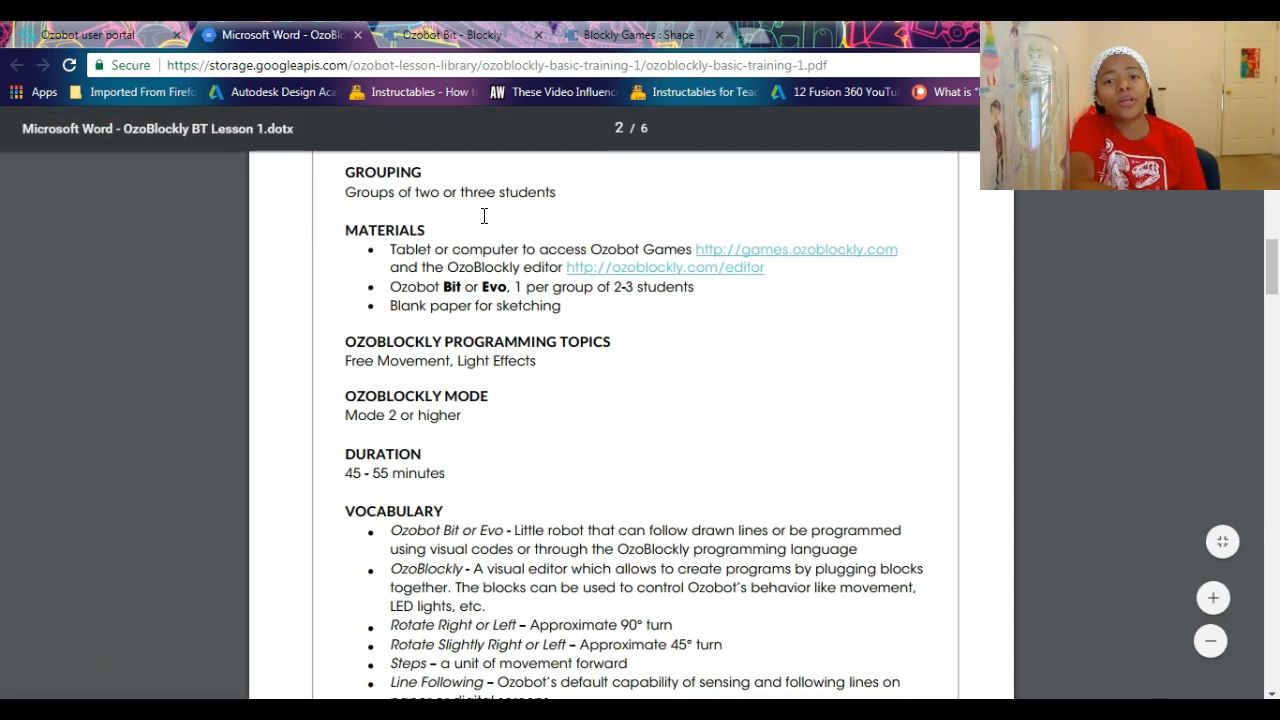 Ozobot user portal
Microsoft Word - OzoBl
Ozobot Bit - Blockly
Blockly Games : Shape T
Secure
https://storage.googleapis.com/ozobot-lesson-library/ozoblockly-basic-training-1/ozoblockly-basic-training-1.pdf
Apps
Imported From Firefo
Autodesk Design Aca
Instructables - How t
AW These Video Influenc
Instructables for Teac
12 Fusion 360 YouTu
What is "
Microsoft Word - OzoBlockly BT Lesson 1.dotx
2 / 6
GROUPING
Groups of two or three students
MATERIALS
• Tablet or computer to access Ozobot Games http://games.ozoblockly.com
and the OzoBlockly editor http://ozoblockly.com/editor
• Ozobot Bit or Evo, 1 per group of 2-3 students
• Blank paper for sketching
OZOBLOCKLY PROGRAMMING TOPICS
Free Movement, Light Effects
OZOBLOCKLY MODE
Mode 2 or higher
DURATION
45 - 55 minutes
VOCABULARY
• Ozobot Bit or Evo - Little robot that can follow drawn lines or be programmed
using visual codes or through the OzoBlockly programming language
• OzoBlockly - A visual editor which allows to create programs by plugging blocks
together. The blocks can be used to control Ozobot's behavior like movement,
LED lights, etc.
• Rotate Right or Left – Approximate 90° turn
• Rotate Slightly Right or Left – Approximate 45° turn
• Steps – a unit of movement forward
• Line Following – Ozobot's default capability of sensing and following lines on
paper or digital screens